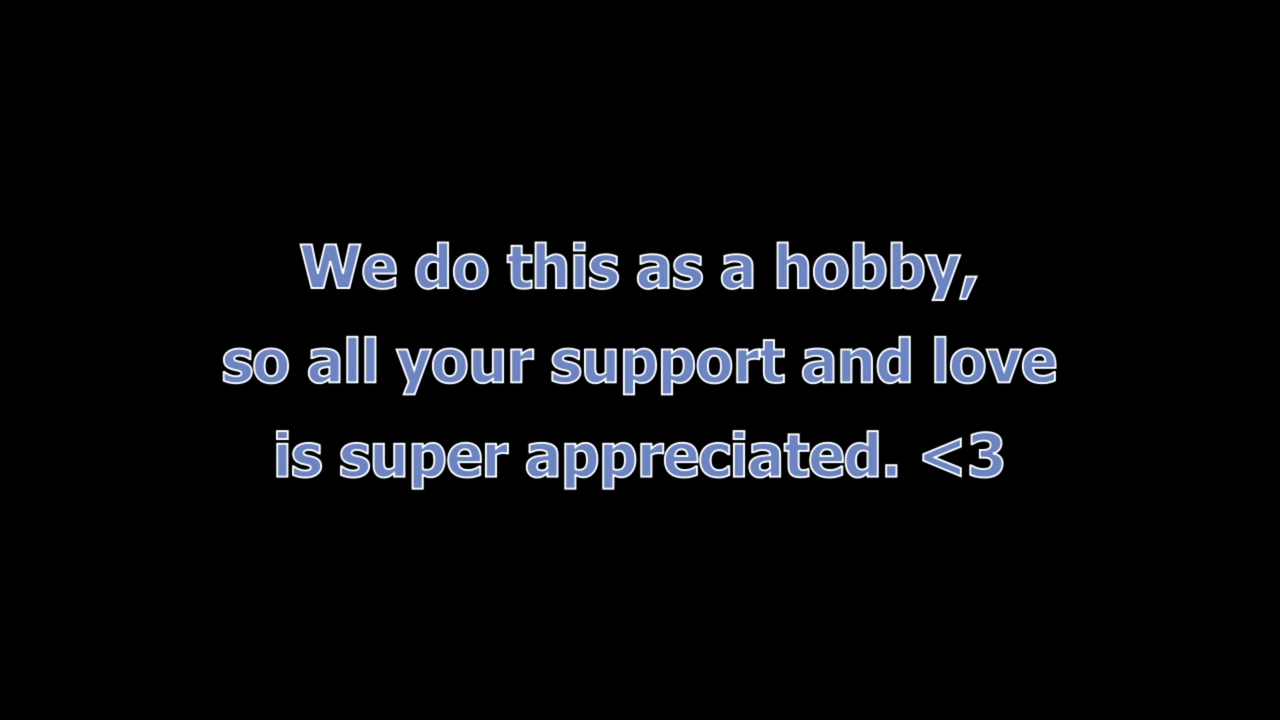 We do this as a hobby,
so all your support and love
is super appreciated. <3